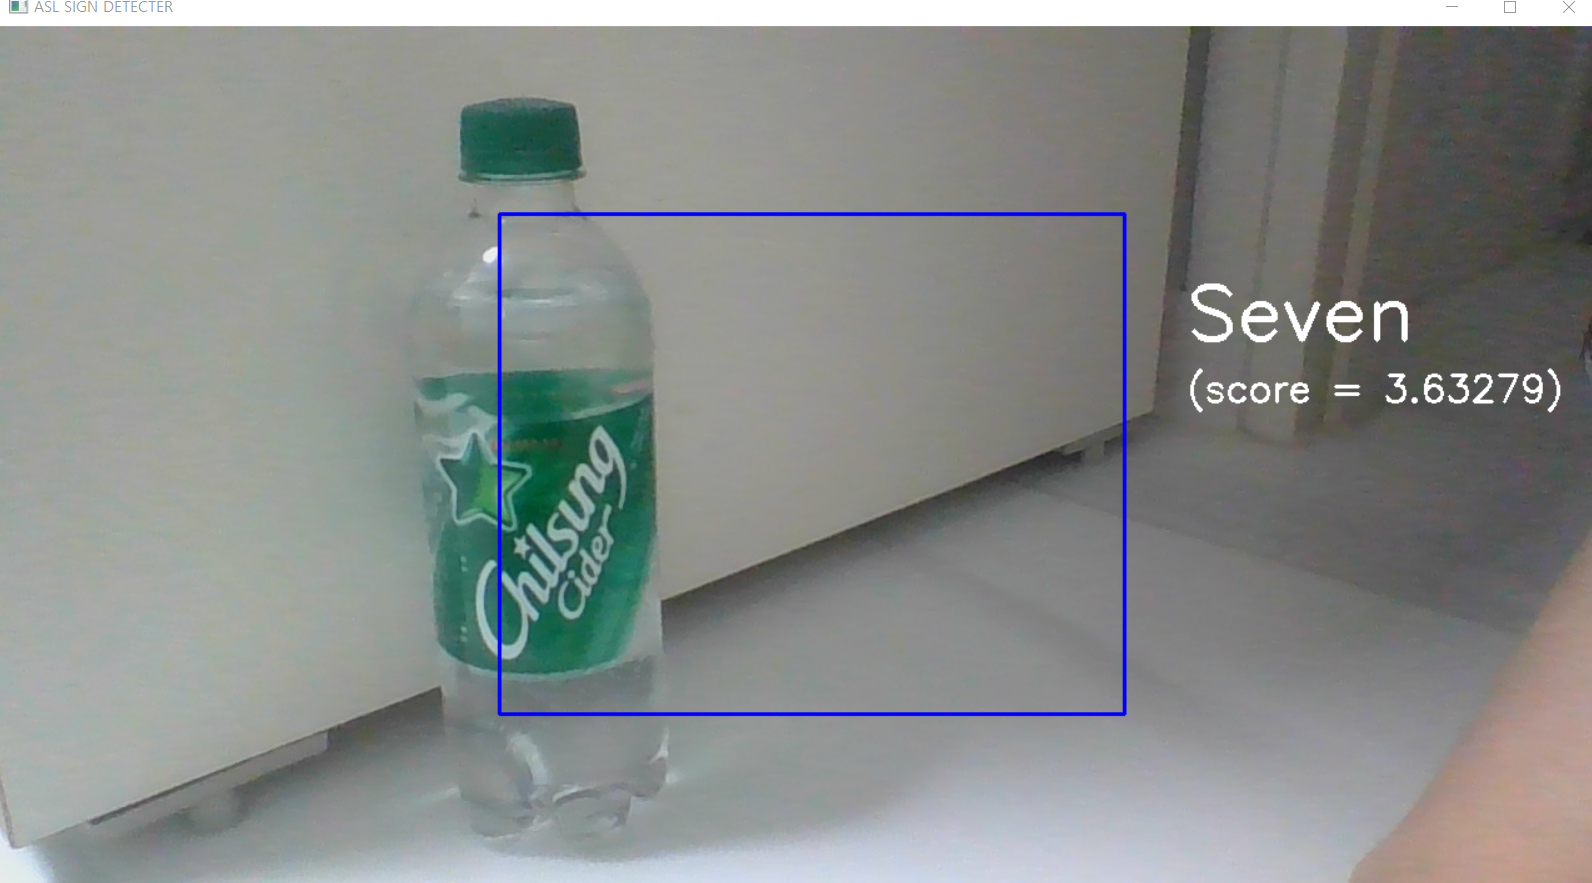 ASL SIGN DETECTER
Seven
(score = 3.63279)
Chilsung
Cider